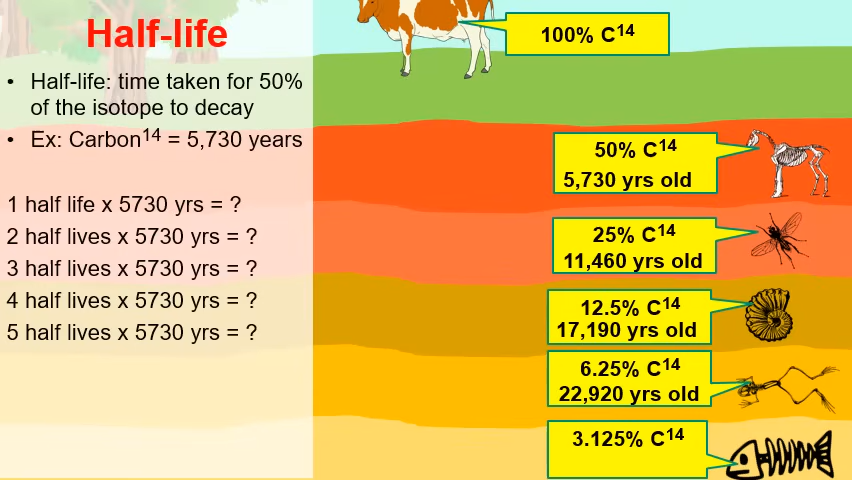 Half-life
• Half-life: time taken for 50%
of the isotope to decay
• Ex: Carbon¹⁴ = 5,730 years
1 half life x 5730 yrs = ?
2 half lives x 5730 yrs = ?
3 half lives x 5730 yrs = ?
4 half lives x 5730 yrs = ?
5 half lives x 5730 yrs = ?
100% C¹⁴
50% C¹⁴
5,730 yrs old
25% C¹⁴
11,460 yrs old
12.5% C¹⁴
17,190 yrs old
6.25% C¹⁴
22,920 yrs old
3.125% C¹⁴